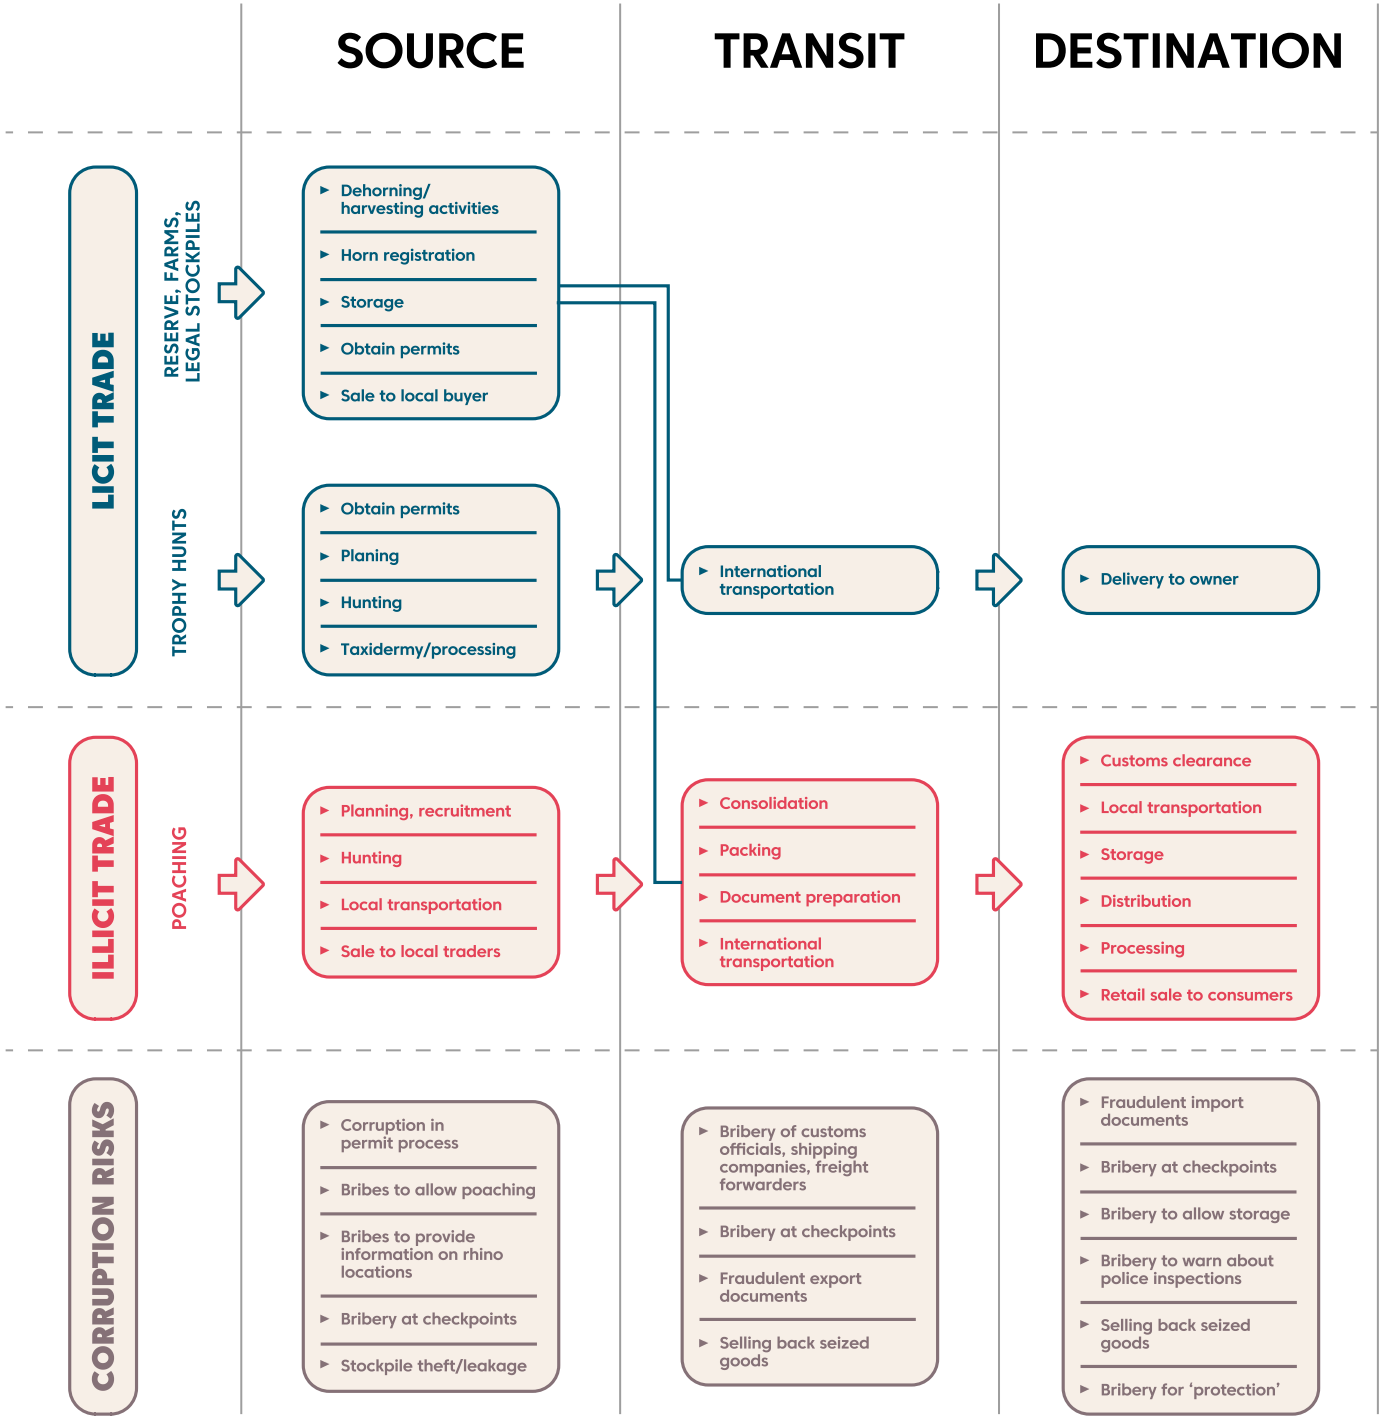 SOURCE
TRANSIT
DESTINATION
LICIT TRADE
RESERVE, FARMS,
LEGAL STOCKPILES
Dehorning/
harvesting activities
Horn registration
Storage
Obtain permits
Sale to local buyer
TROPHY HUNTS
Obtain permits
Planing
Hunting
Taxidermy/processing
International
transportation
Delivery to owner
ILLICIT TRADE
POACHING
Planning, recruitment
Hunting
Local transportation
Sale to local traders
Consolidation
Packing
Document preparation
International
transportation
Customs clearance
Local transportation
Storage
Distribution
Processing
Retail sale to consumers
CORRUPTION RISKS
Corruption in
permit process
Bribes to allow poaching
Bribes to provide
information on rhino
locations
Bribery at checkpoints
Stockpile theft/leakage
Bribery of customs
officials, shipping
companies, freight
forwarders
Bribery at checkpoints
Fraudulent export
documents
Selling back seized
goods
Fraudulent import
documents
Bribery at checkpoints
Bribery to allow storage
Bribery to warn about
police inspections
Selling back seized
goods
Bribery for ‘protection’